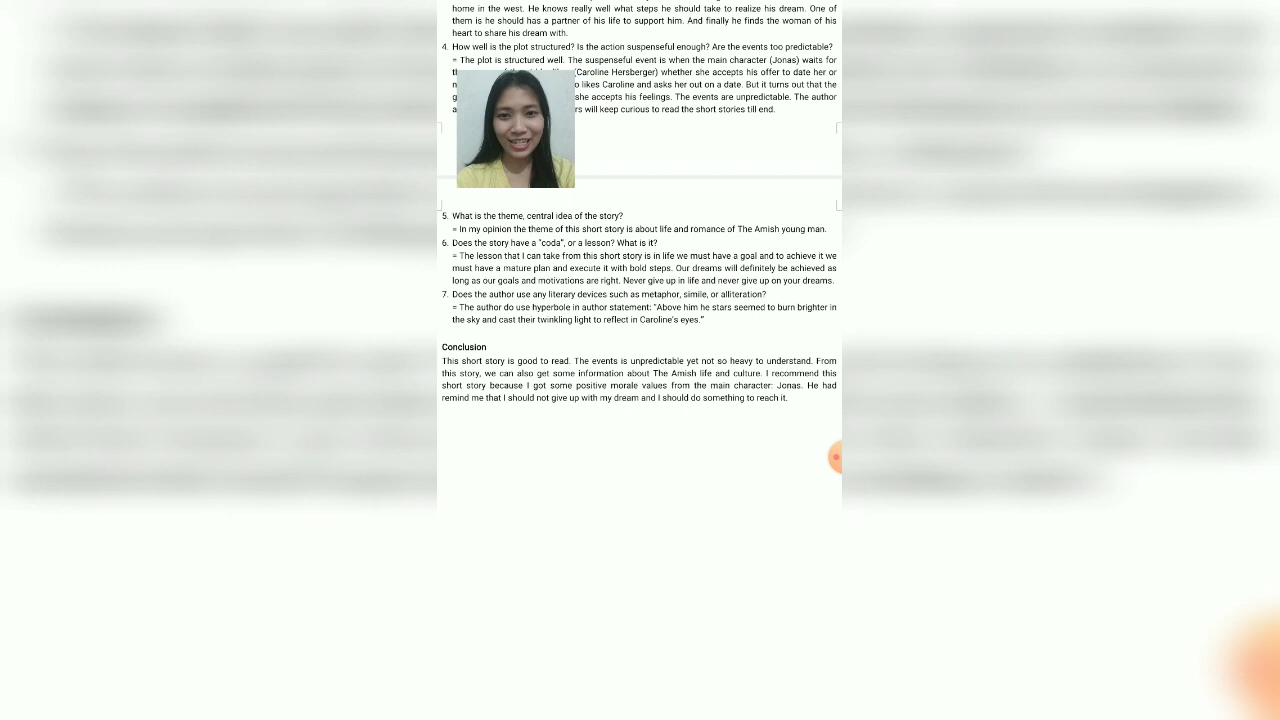 home in the west. He knows really well what steps he should take to realize his dream. One of
them is he should has a partner of his life to support him. And finally he finds the woman of his
heart to share his dream with.
4. How well is the plot structured? Is the action suspenseful enough? Are the events too predictable?
= The plot is structured well. The suspenseful event is when the main character (Jonas) waits for
(Caroline Hersberger) whether she accepts his offer to date her or
likes Caroline and asks her out on a date. But it turns out that the
she accepts his feelings. The events are unpredictable. The author
will keep curious to read the short stories till end.
5. What is the theme, central idea of the story?
= In my opinion the theme of this short story is about life and romance of The Amish young man.
6. Does the story have a "coda", or a lesson? What is it?
= The lesson that I can take from this short story is in life we must have a goal and to achieve it we
must have a mature plan and execute it with bold steps. Our dreams will definitely be achieved as
long as our goals and motivations are right. Never give up in life and never give up on your dreams.
7. Does the author use any literary devices such as metaphor, simile, or alliteration?
= The author do use hyperbole in author statement: "Above him he stars seemed to burn brighter in
the sky and cast their twinkling light to reflect in Caroline's eyes."
Conclusion
This short story is good to read. The events is unpredictable yet not so heavy to understand. From
this story, we can also get some information about The Amish life and culture. I recommend this
short story because I got some positive morale values from the main character: Jonas. He had
remind me that I should not give up with my dream and I should do something to reach it.